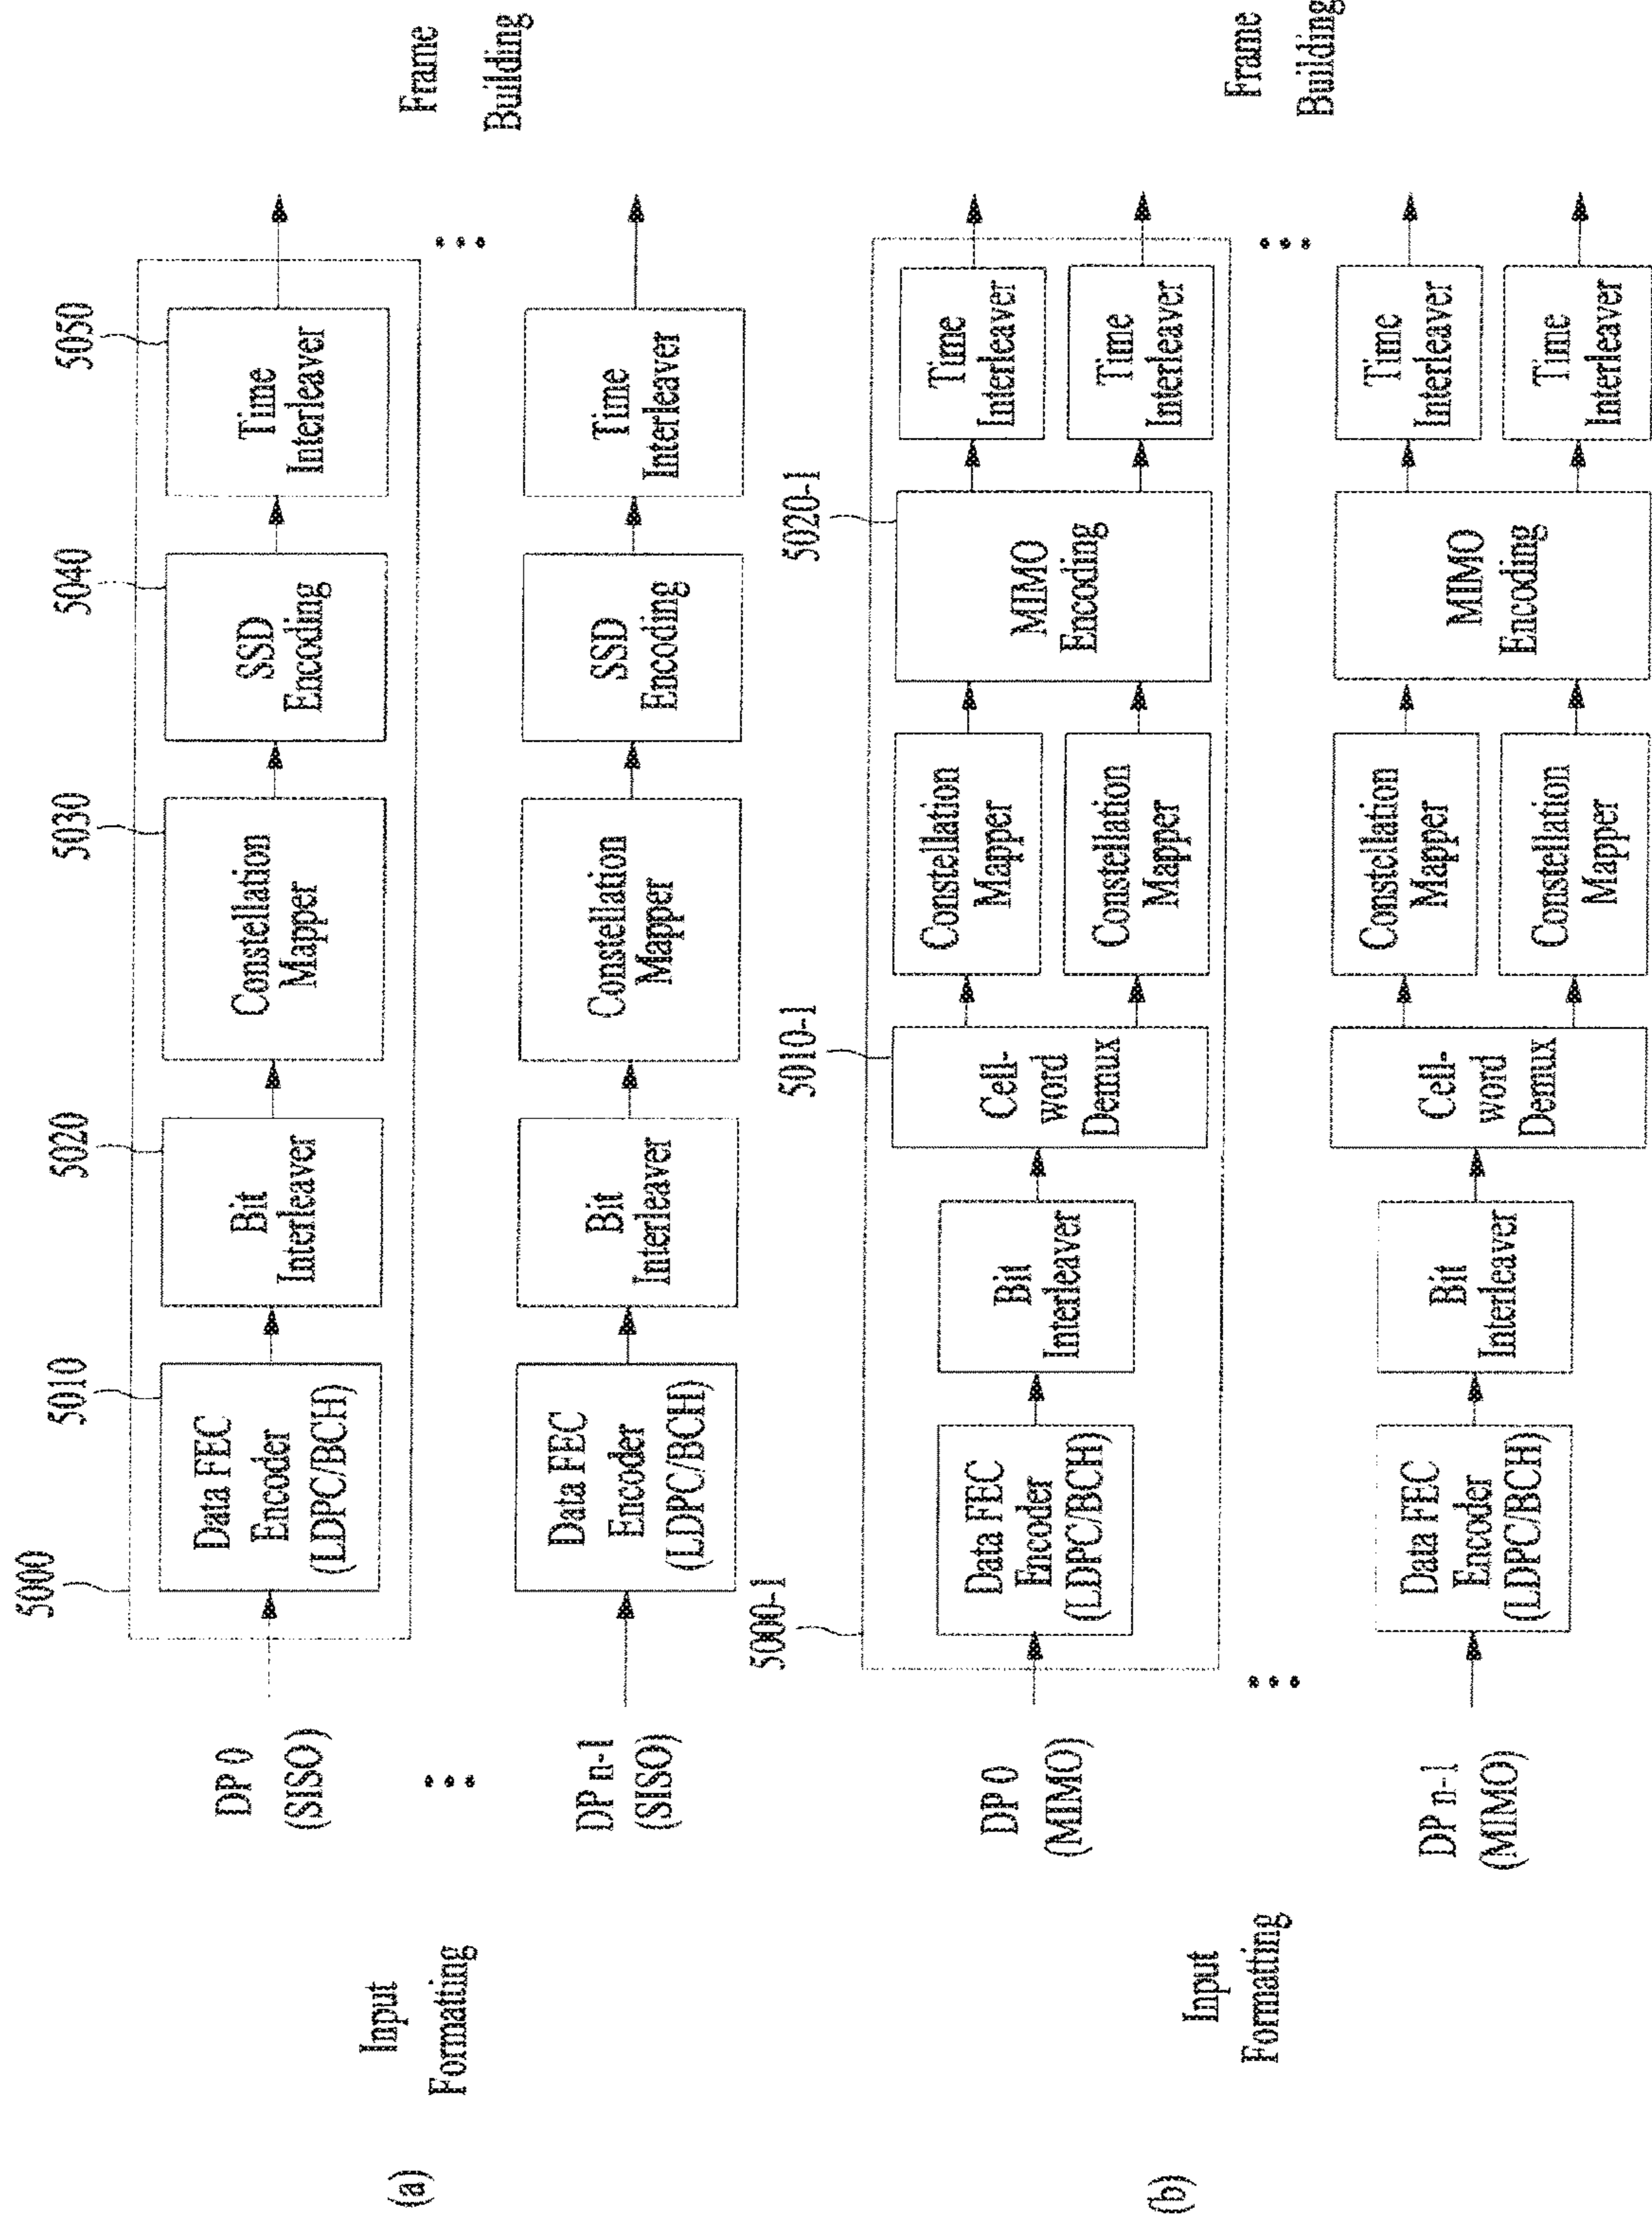 (a)
Input
Formatting
DP 0
(SISO)
5000
Data FEC
Encoder
(LDPC/BCH)
5010
Bit
Interleaver
5020
Constellation
Mapper
5030
SSD
Encoding
5040
Time
Interleaver
5050
Frame
Building
DP n-1
(SISO)
Data FEC
Encoder
(LDPC/BCH)
Bit
Interleaver
Constellation
Mapper
SSD
Encoding
Time
Interleaver
(b)
Input
Formatting
DP 0
(MIMO)
5000-1
Data FEC
Encoder
(LDPC/BCH)
Bit
Interleaver
5010-1
Cell-
word
Demux
Constellation
Mapper
Constellation
Mapper
5020-1
MIMO
Encoding
Time
Interleaver
Time
Interleaver
Frame
Building
DP n-1
(MIMO)
Data FEC
Encoder
(LDPC/BCH)
Bit
Interleaver
Cell-
word
Demux
Constellation
Mapper
Constellation
Mapper
MIMO
Encoding
Time
Interleaver
Time
Interleaver